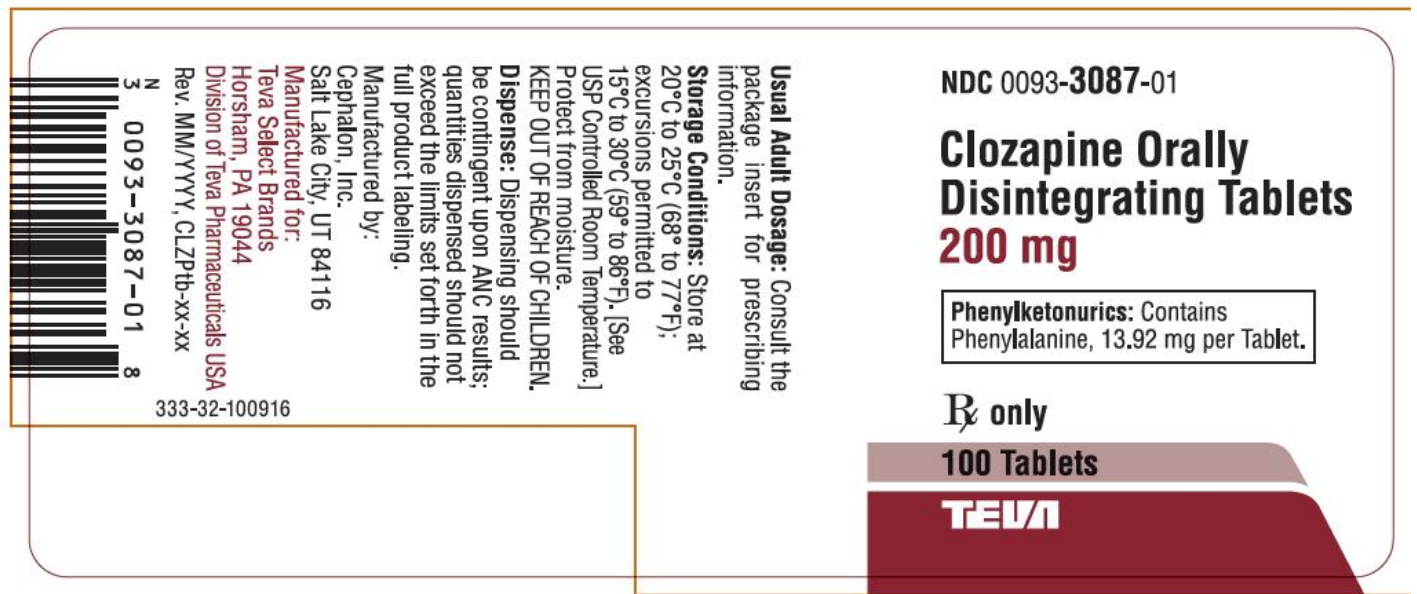 NDC 0093-3087-01
Clozapine Orally
Disintegrating Tablets
200 mg
Phenylketonurics: Contains
Phenylalanine, 13.92 mg per Tablet.
℞ only
100 Tablets
TEVA
Usual Adult Dosage: Consult the
package insert for prescribing
information.
Storage Conditions: Store at
20°C to 25°C (68° to 77°F);
excursions permitted to
15°C to 30°C (59° to 86°F). [See
USP Controlled Room Temperature.]
Protect from moisture.
KEEP OUT OF REACH OF CHILDREN.
Dispense: Dispensing should
be contingent upon ANC results;
quantities dispensed should not
exceed the limits set forth in the
full product labeling.
Manufactured by:
Cephalon, Inc.
Salt Lake City, UT 84116
Manufactured for:
Teva Select Brands
Horsham, PA 19044
Division of Teva Pharmaceuticals USA
Rev. MM/YYYY, CLZPtb-xx-xx
N
3 0093-3087-01 8
333-32-100916